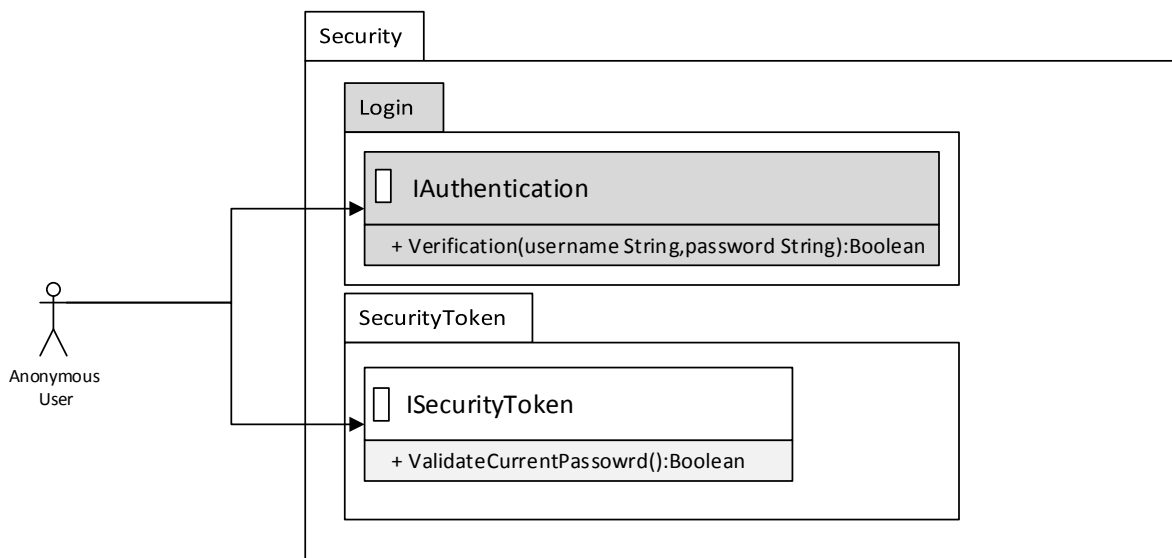 Security
Login
IAuthentication
+ Verification(username String,password String):Boolean
SecurityToken
ISecurityToken
+ ValidateCurrentPassowrd():Boolean
Anonymous
User